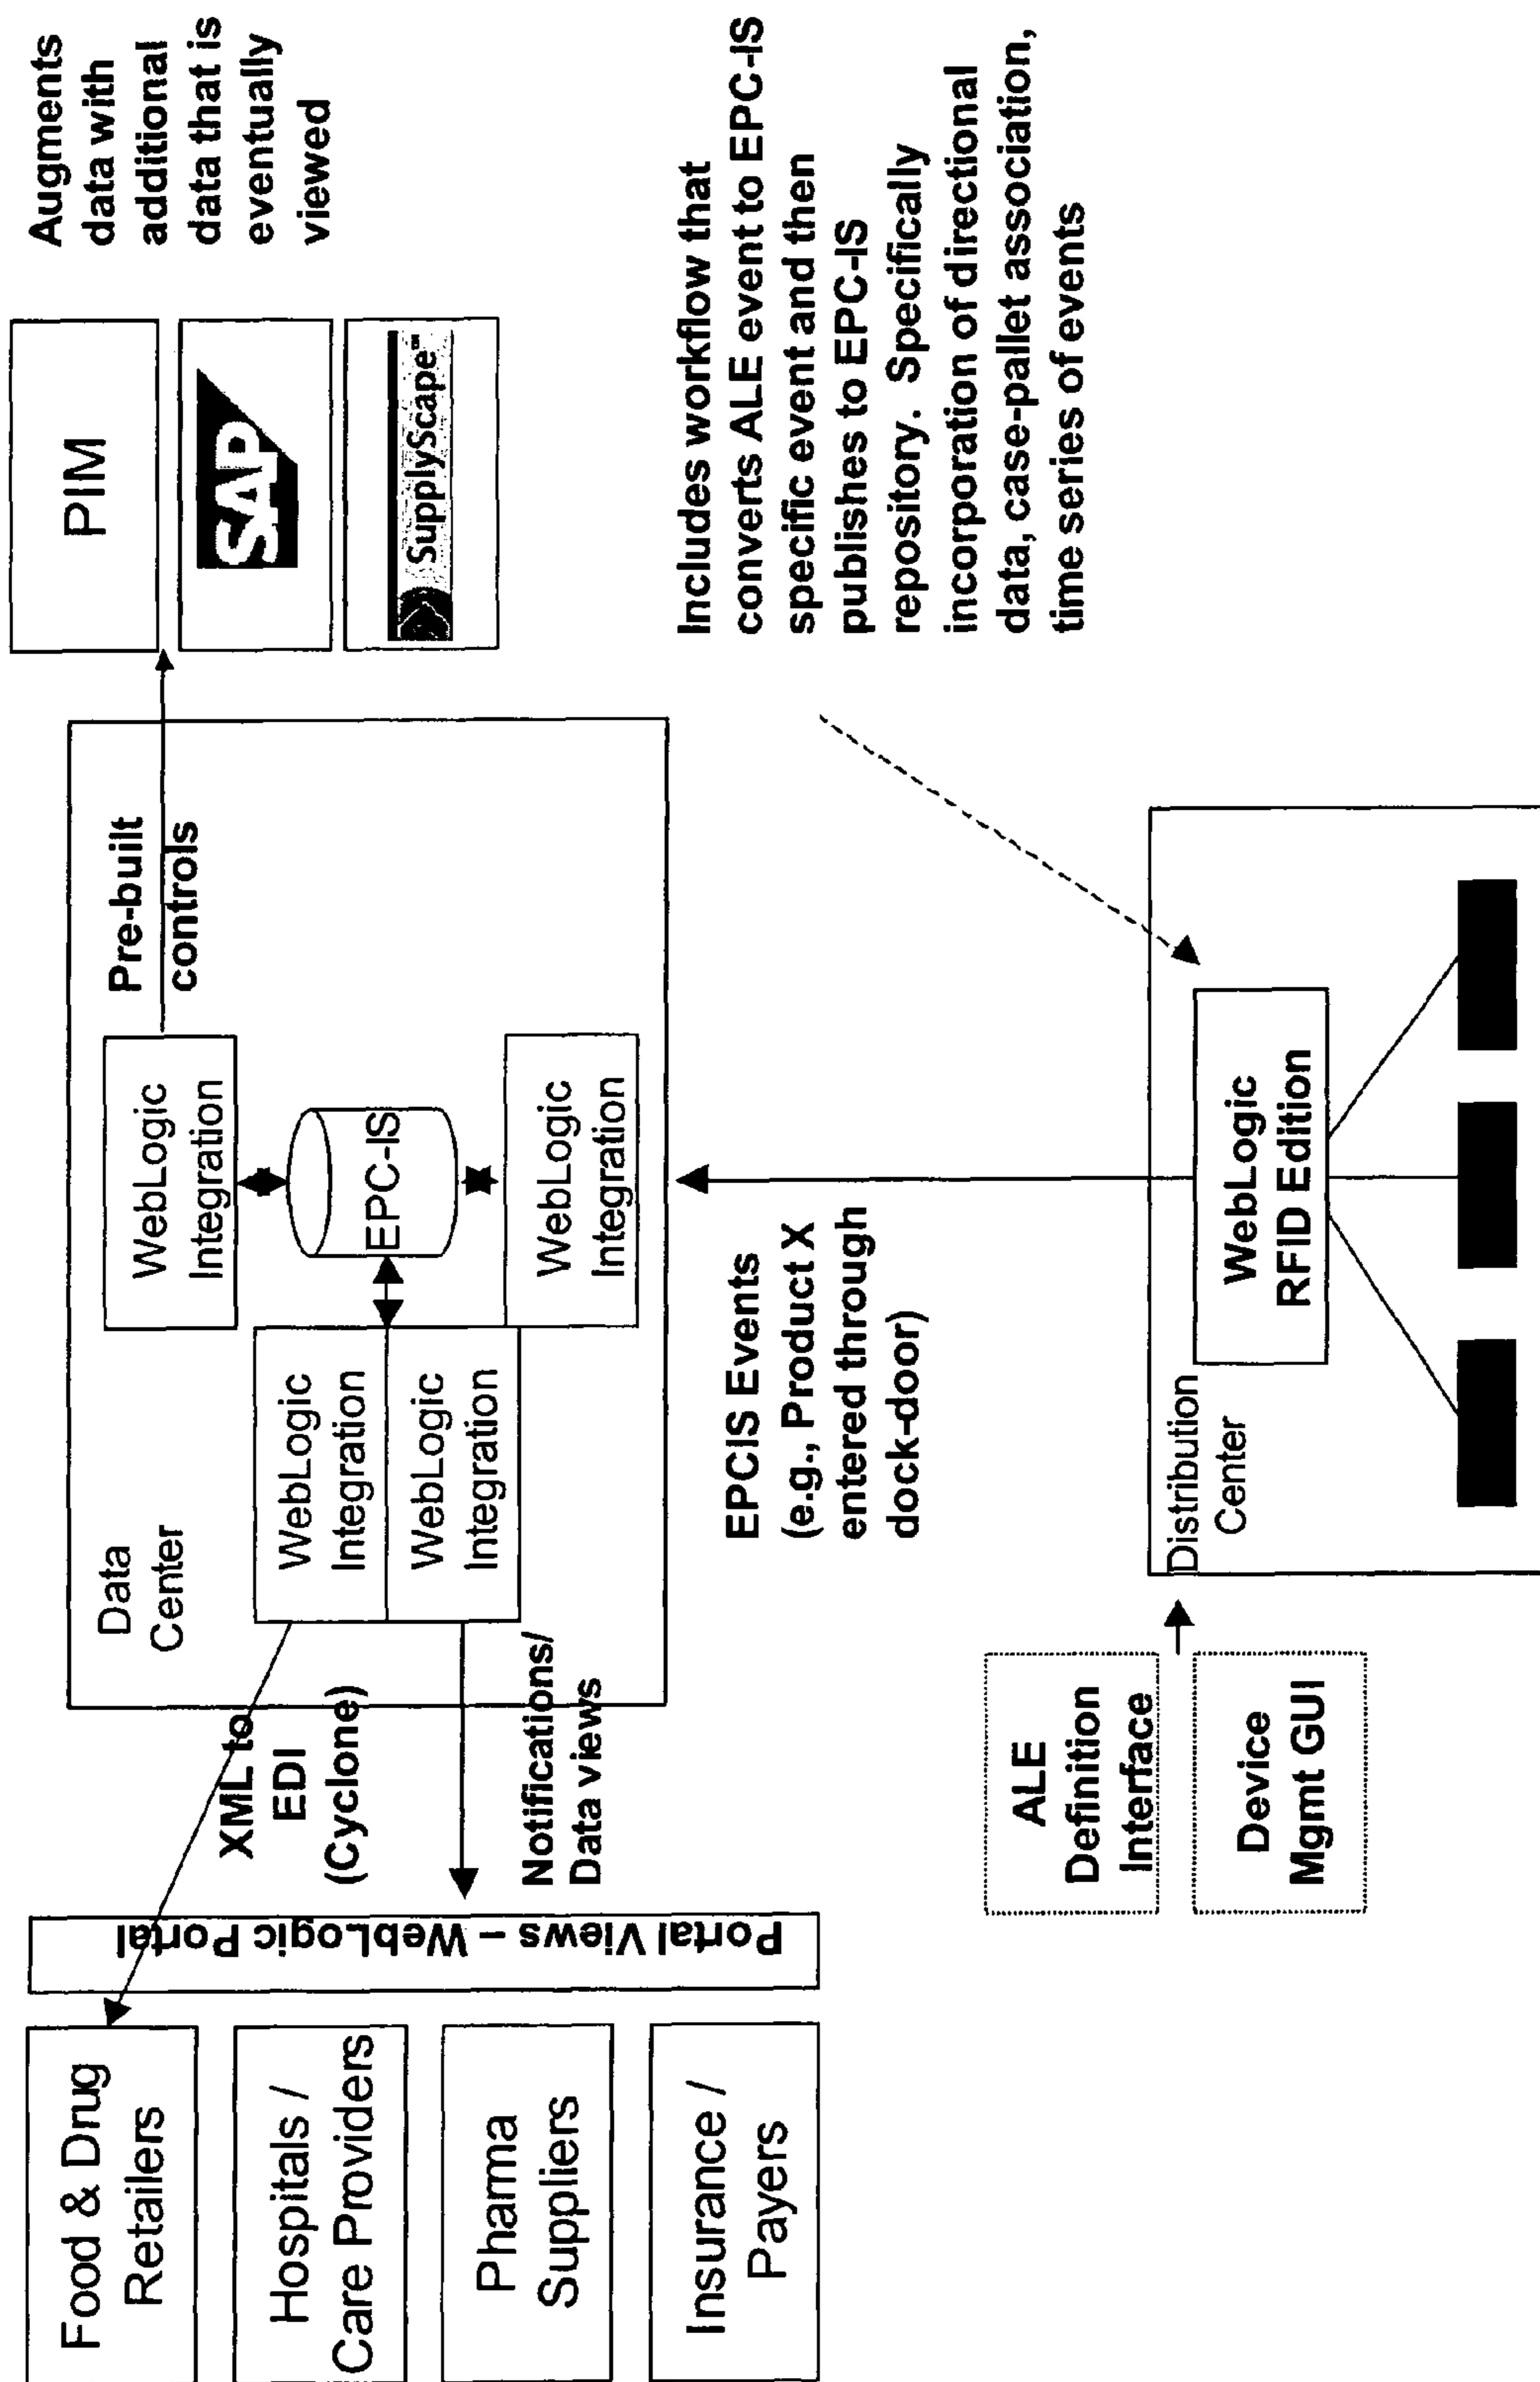 Food & Drug
Retailers
Hospitals /
Care Providers
Pharma
Suppliers
Insurance /
Payers
Portal Views – WebLogic Portal
XML to
EDI
(Cyclone)
Notifications/
Data views
Data
Center
WebLogic
Integration
WebLogic
Integration
WebLogic
Integration
EPC-IS
WebLogic
Integration
Pre-built
controls
PIM
SAP
SupplyScape™
Augments
data with
additional
data that is
eventually
viewed
EPCIS Events
(e.g., Product X
entered through
dock-door)
Includes workflow that
converts ALE event to EPC-IS
specific event and then
publishes to EPC-IS
repository. Specifically
incorporation of directional
data, case-pallet association,
time series of events
ALE
Definition
Interface
Device
Mgmt GUI
Distribution
Center
WebLogic
RFID Edition